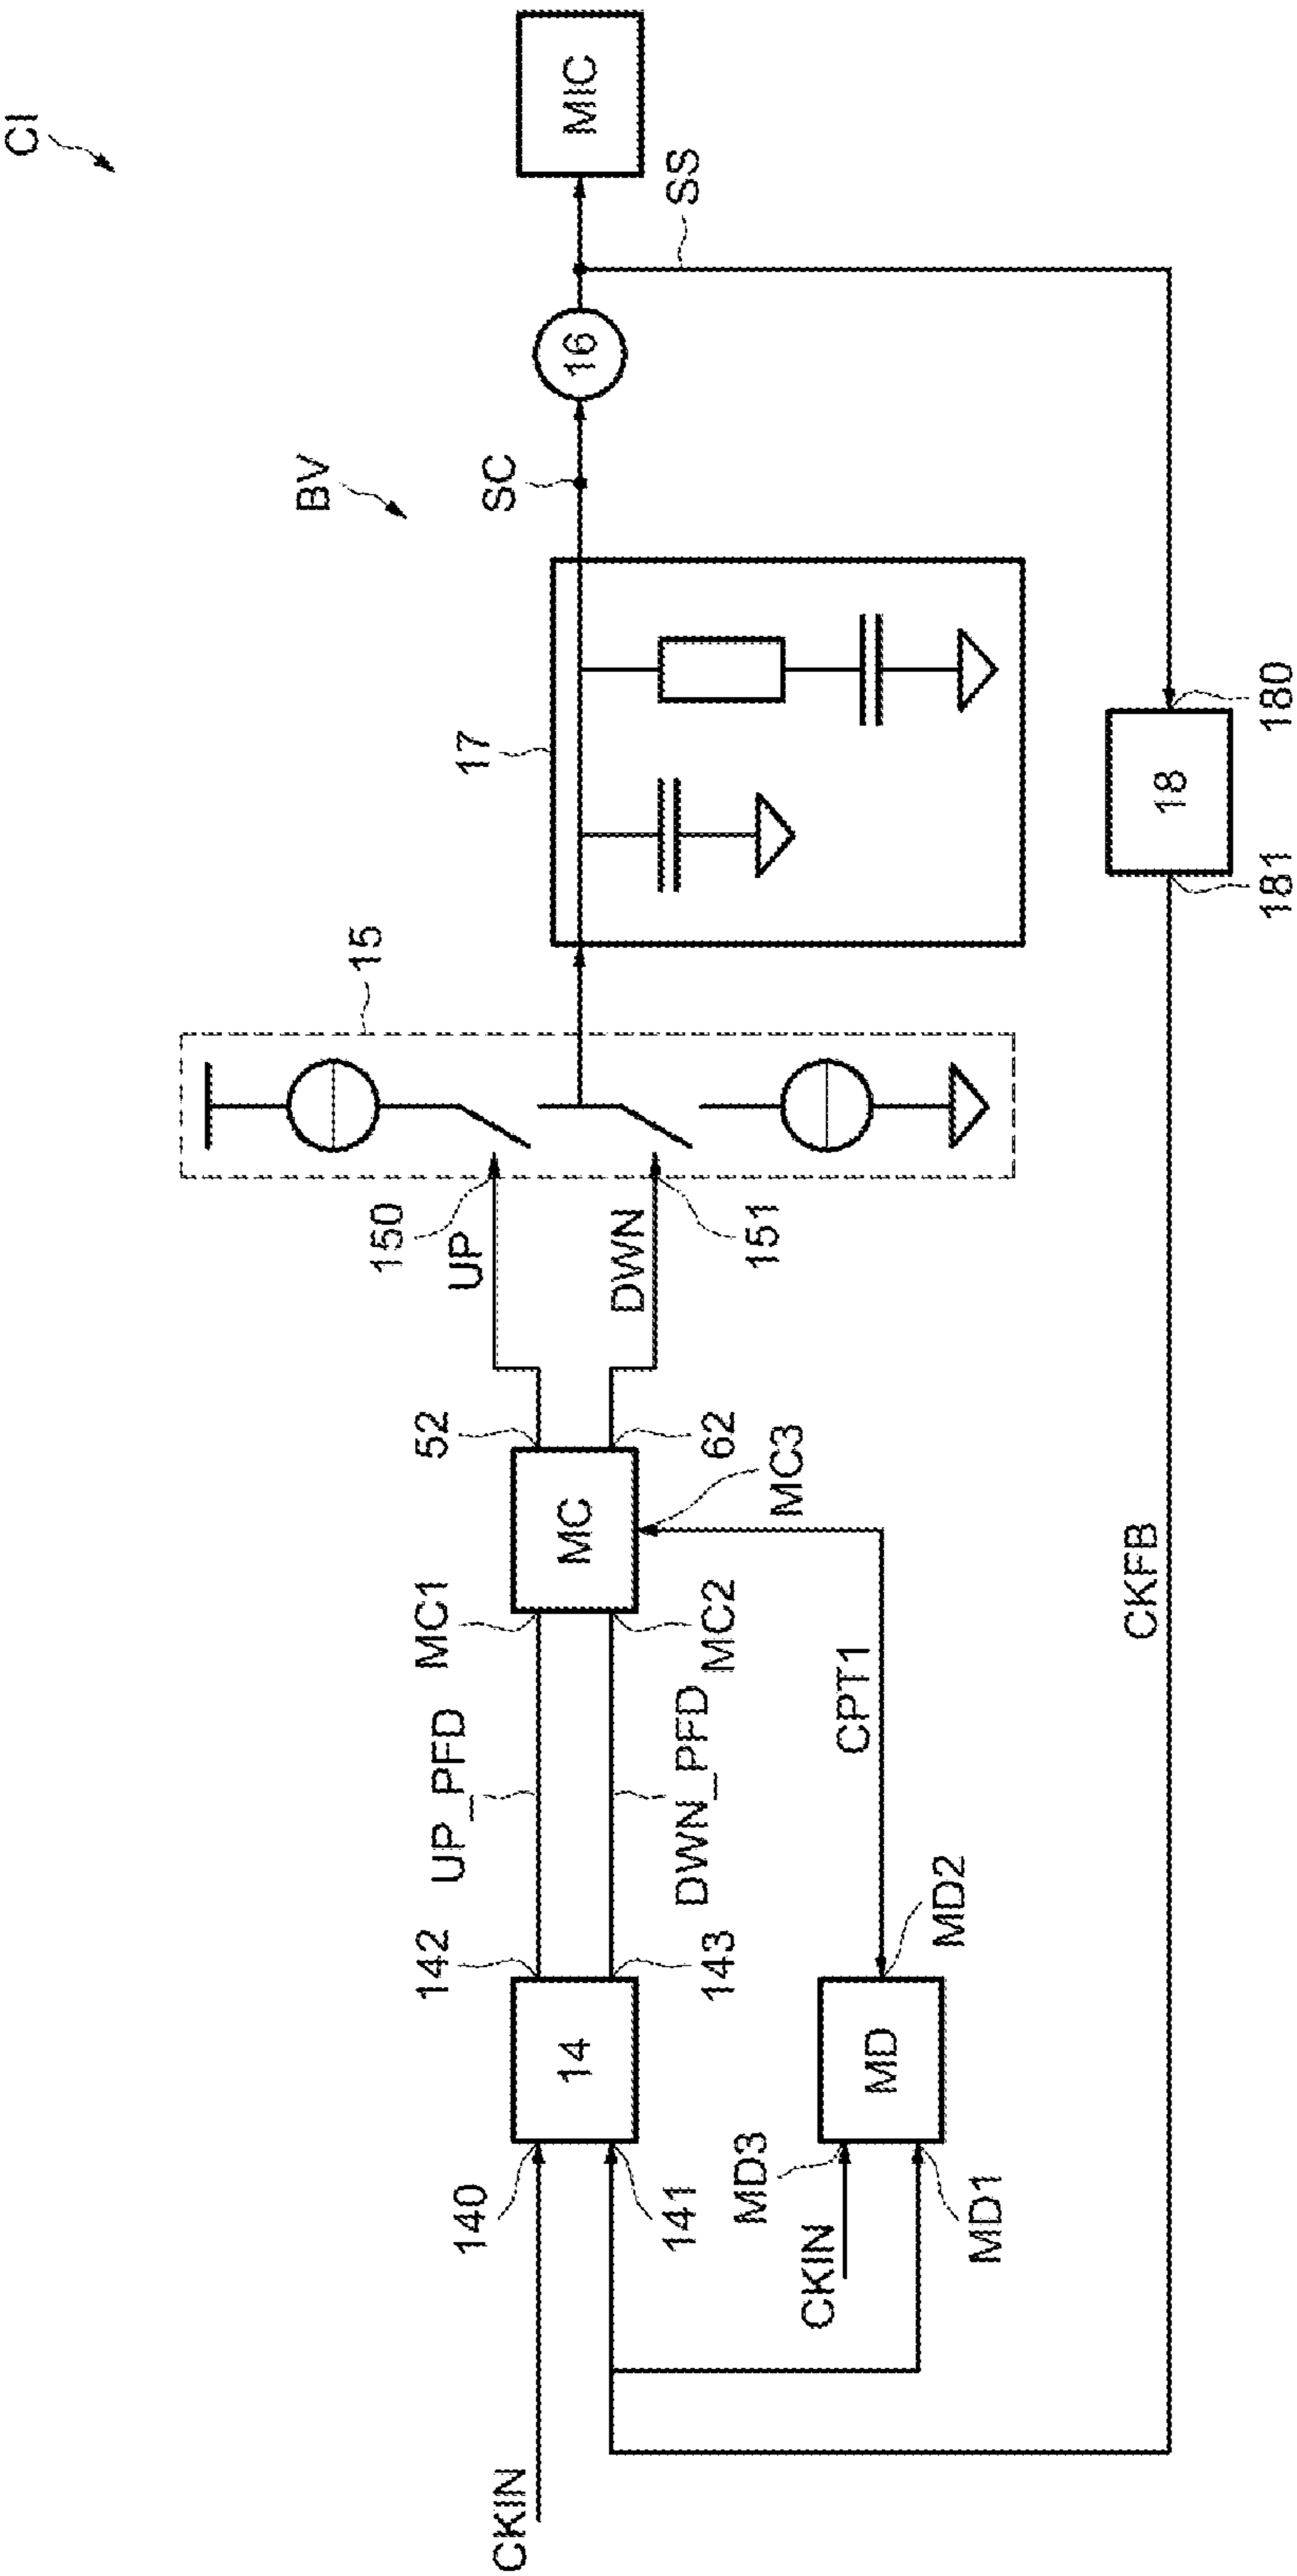 CI
BV
15
17
SC
16
MIC
SS
150
UP
DWN
151
52
62
MC
MC1
MC2
MC3
142
UP_PFD
143
DWN_PFD
14
140
141
CKIN
CPT1
MD
MD2
MD3
CKIN
MD1
CKFB
18
180
181